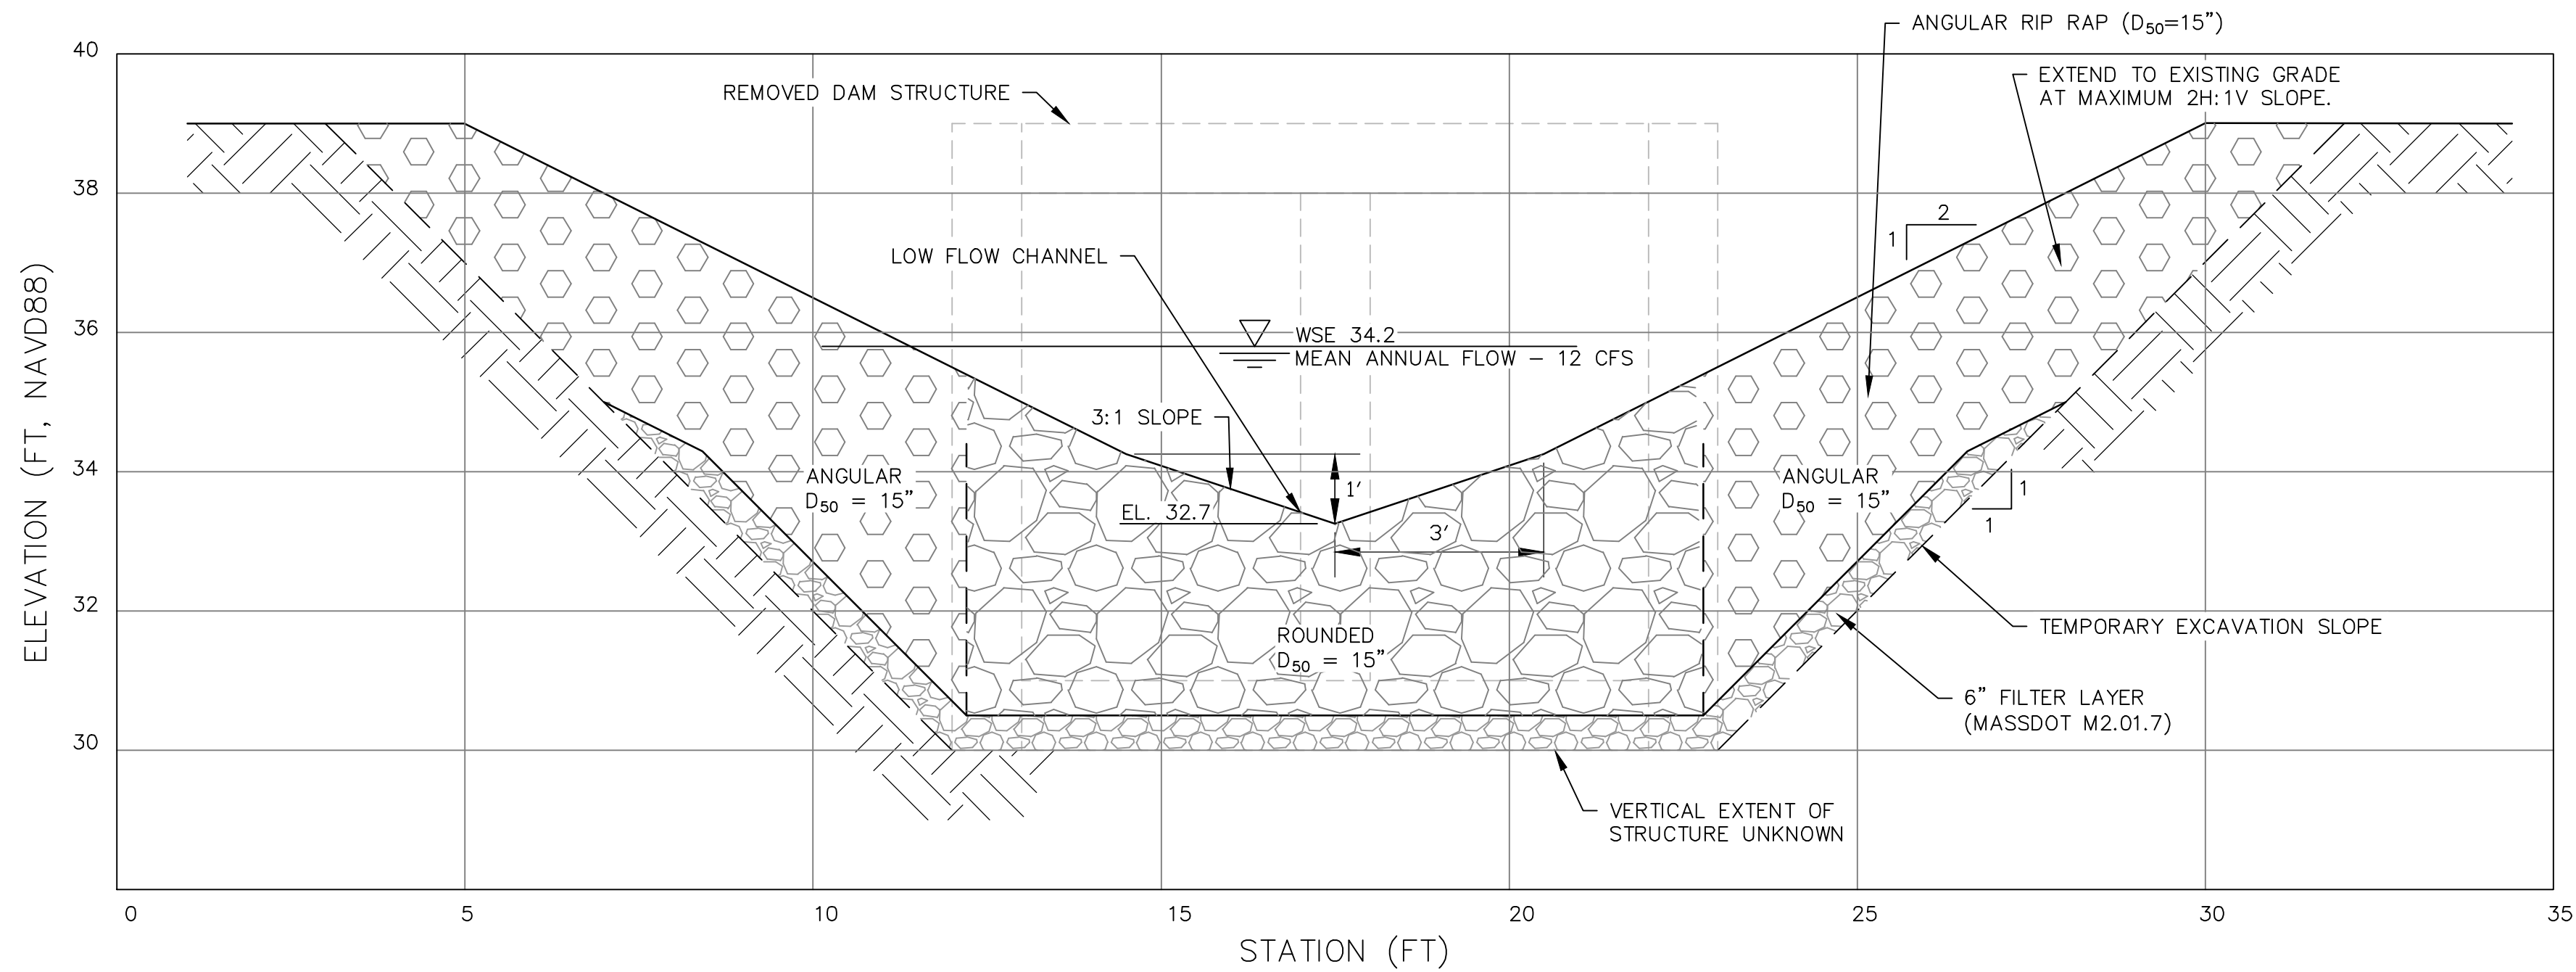 ANGULAR RIP RAP (D50=15”)
40
EXTEND TO EXISTING GRADE
AT MAXIMUM 2H:1V SLOPE.
REMOVED DAM STRUCTURE
38
2
1
LOW FLOW CHANNEL
36
WSE 34.2
MEAN ANNUAL FLOW – 12 CFS
3:1 SLOPE
34
ANGULAR
D50 = 15”
1’
EL. 32.7
3’
ANGULAR
D50 = 15”
1
1
32
ROUNDED
D50 = 15”
TEMPORARY EXCAVATION SLOPE
6” FILTER LAYER
(MASSDOT M2.01.7)
30
VERTICAL EXTENT OF
STRUCTURE UNKNOWN
ELEVATION (FT, NAVD88)
0 5 10 15 20 25 30 35
STATION (FT)